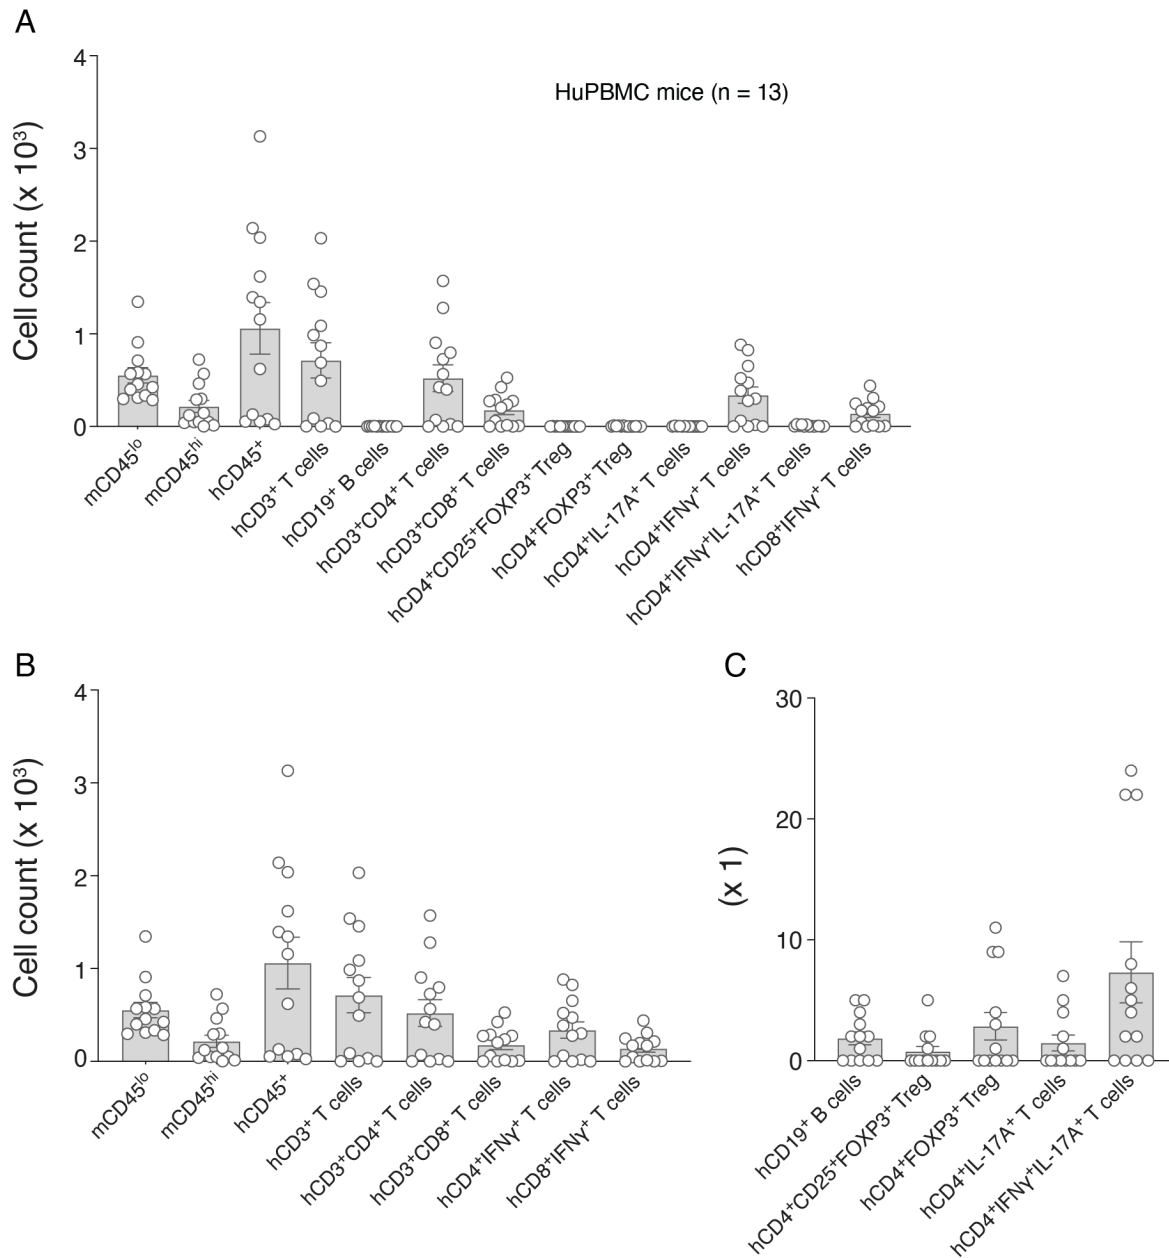 A
4
3
2
1
0
Cell count (x 10³)
HuPBMC mice (n = 13)
mCD45ˡᵒ
mCD45ʰⁱ
hCD45⁺
hCD3⁺ T cells
hCD19⁺ B cells
hCD3⁺CD4⁺ T cells
hCD3⁺CD8⁺ T cells
hCD4⁺CD25⁺FOXP3⁺ Treg
hCD4⁺FOXP3⁺ Treg
hCD4⁺IL-17A⁺ T cells
hCD4⁺IFNγ⁺ T cells
hCD4⁺IFNγ⁺IL-17A⁺ T cells
hCD8⁺IFNγ⁺ T cells
B
4
3
2
1
0
Cell count (x 10³)
mCD45ˡᵒ
mCD45ʰⁱ
hCD45⁺
hCD3⁺ T cells
hCD3⁺CD4⁺ T cells
hCD3⁺CD8⁺ T cells
hCD4⁺IFNγ⁺ T cells
hCD8⁺IFNγ⁺ T cells
C
30
20
10
0
(x 1)
hCD19⁺ B cells
hCD4⁺CD25⁺FOXP3⁺ Treg
hCD4⁺FOXP3⁺ Treg
hCD4⁺IL-17A⁺ T cells
hCD4⁺IFNγ⁺IL-17A⁺ T cells